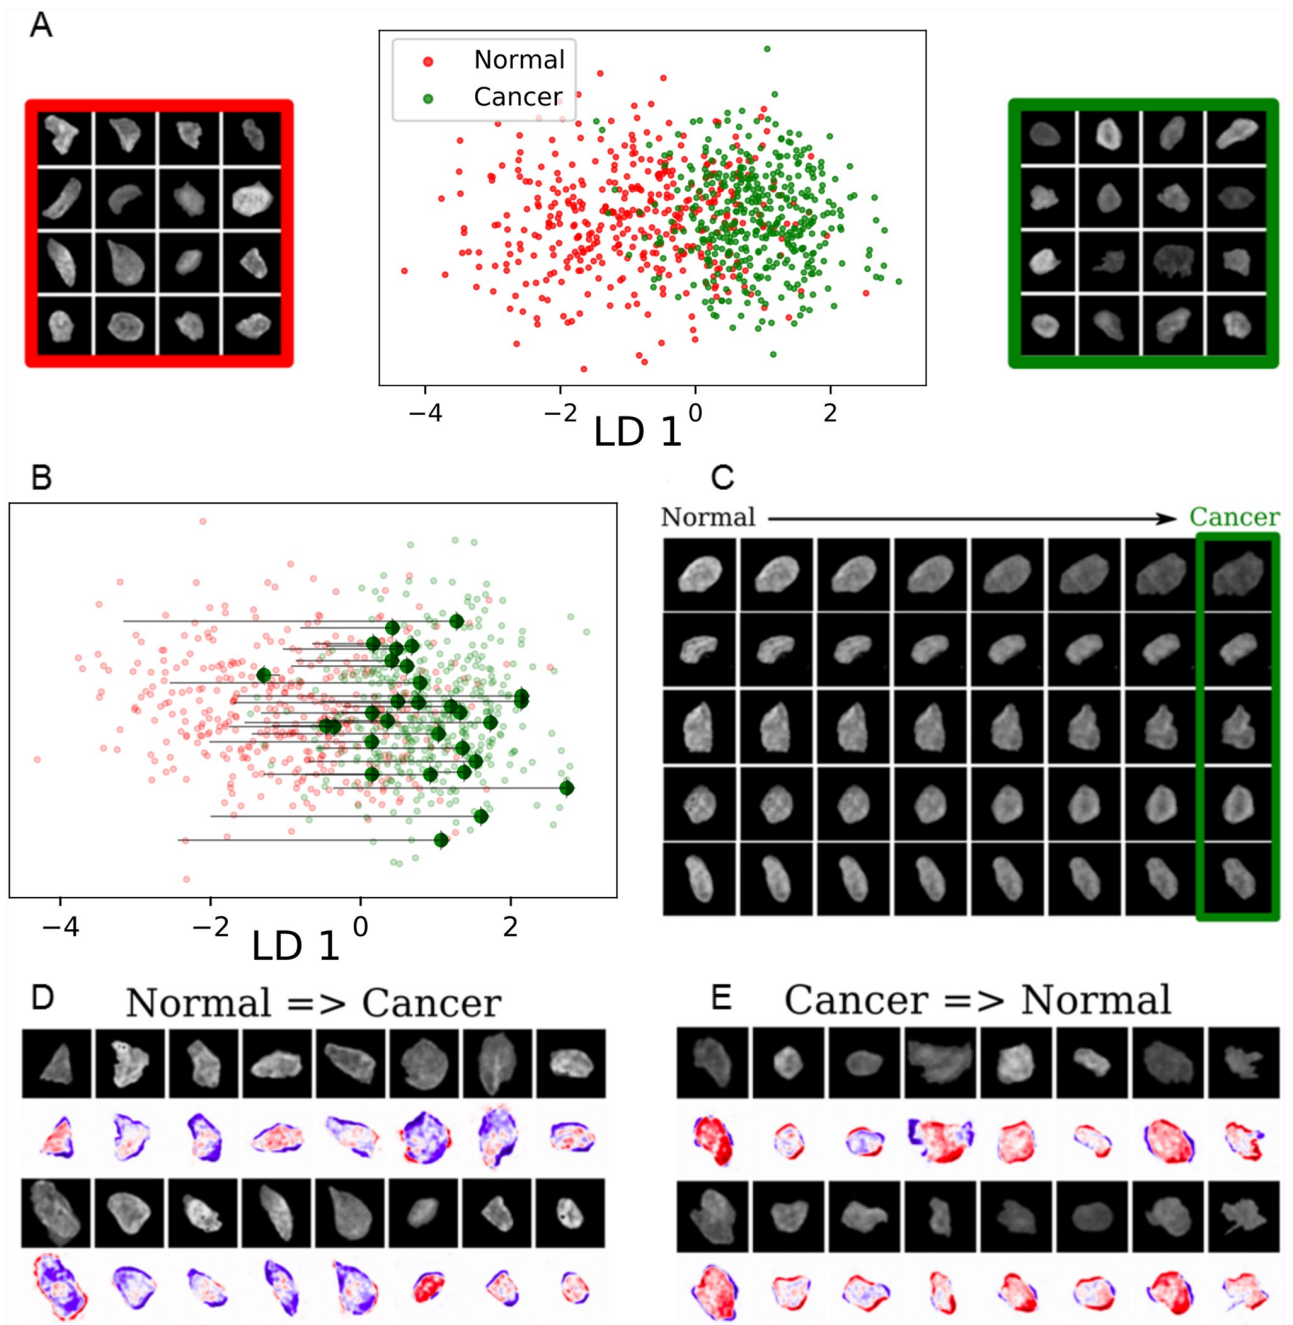 A
Normal
Cancer
−4 −2 0 2
LD 1
B
−4 −2 0 2
LD 1
C
Normal Cancer
D
Normal => Cancer
E
Cancer => Normal